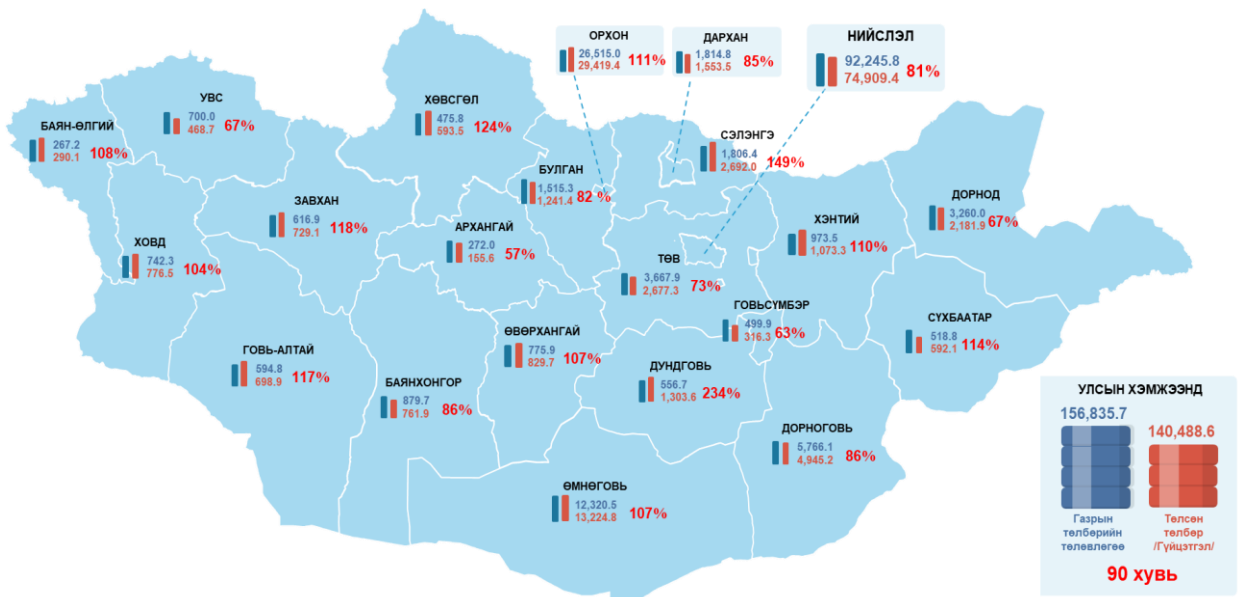 ОРХОН
26,515.0
29,419.4
111%
ДАРХАН
1,814.8
1,553.5
85%
НИЙСЛЭЛ
92,245.8
74,909.4
81%
УВС
700.0
468.7
67%
БАЯН-ӨЛГИЙ
267.2
290.1
108%
ХӨВСГӨЛ
475.8
593.5
124%
СЭЛЭНГЭ
1,806.4
2,692.0
149%
БУЛГАН
1,515.3
1,241.4
82 %
ДОРНОД
3,260.0
2,181.9
67%
ЗАВХАН
616.9
729.1
118%
АРХАНГАЙ
272.0
155.6
57%
ХЭНТИЙ
973.5
1,073.3
110%
ХОВД
742.3
776.5
104%
ТӨВ
3,667.9
2,677.3
73%
ГОВЬСҮМБЭР
499.9
316.3
63%
СҮХБААТАР
518.8
592.1
114%
ӨВӨРХАНГАЙ
775.9
829.7
107%
ГОВЬ-АЛТАЙ
594.8
698.9
117%
БАЯНХОНГОР
879.7
761.9
86%
ДУНДГОВЬ
556.7
1,303.6
234%
ДОРНОГОВЬ
5,766.1
4,945.2
86%
ӨМНӨГОВЬ
12,320.5
13,224.8
107%
УЛСЫН ХЭМЖЭЭНД
156,835.7
140,488.6
Газрын
төлбөрийн
төлөвлөгөө
Төлсөн
төлбөр
/Гүйцэтгэл/
90 хувь